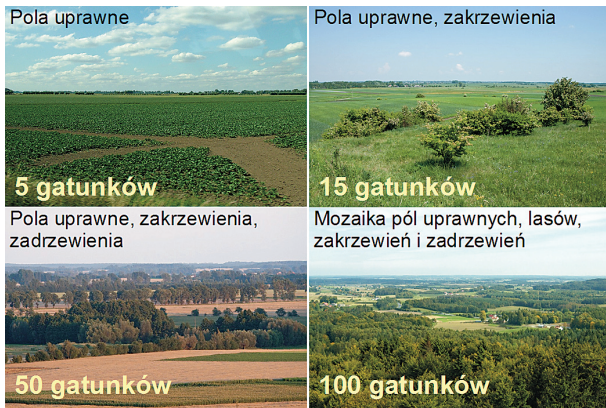 Pola uprawne
5 gatunków
Pola uprawne, zakrzewienia
15 gatunków
Pola uprawne, zakrzewienia,
zadrzewienia
50 gatunków
Mozaika pól uprawnych, lasów,
zakrzewień i zadrzewień
100 gatunków